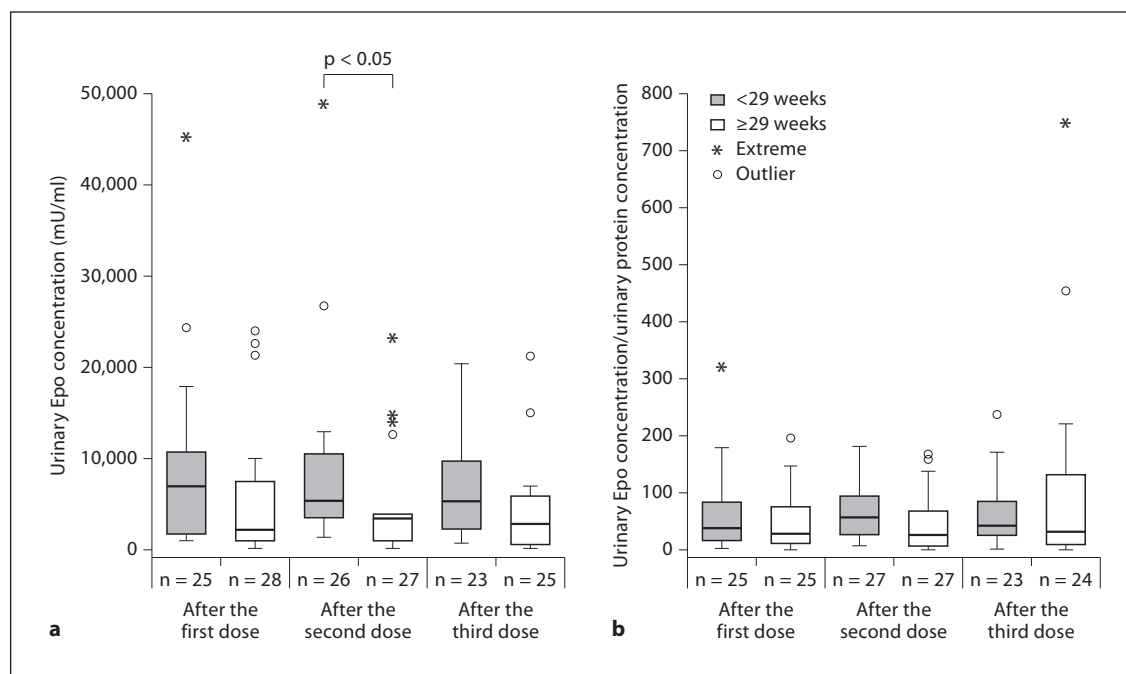 p < 0.05
Urinary Epo concentration (mU/ml)
50,000
40,000
30,000
20,000
10,000
0
n = 25 n = 28 n = 26 n = 27 n = 23 n = 25
After the first dose
After the second dose
After the third dose
a
Urinary Epo concentration/urinary protein concentration
800
700
600
500
400
300
200
100
0
<29 weeks
≥29 weeks
* Extreme
○ Outlier
n = 25 n = 25 n = 27 n = 27 n = 23 n = 24
After the first dose
After the second dose
After the third dose
b